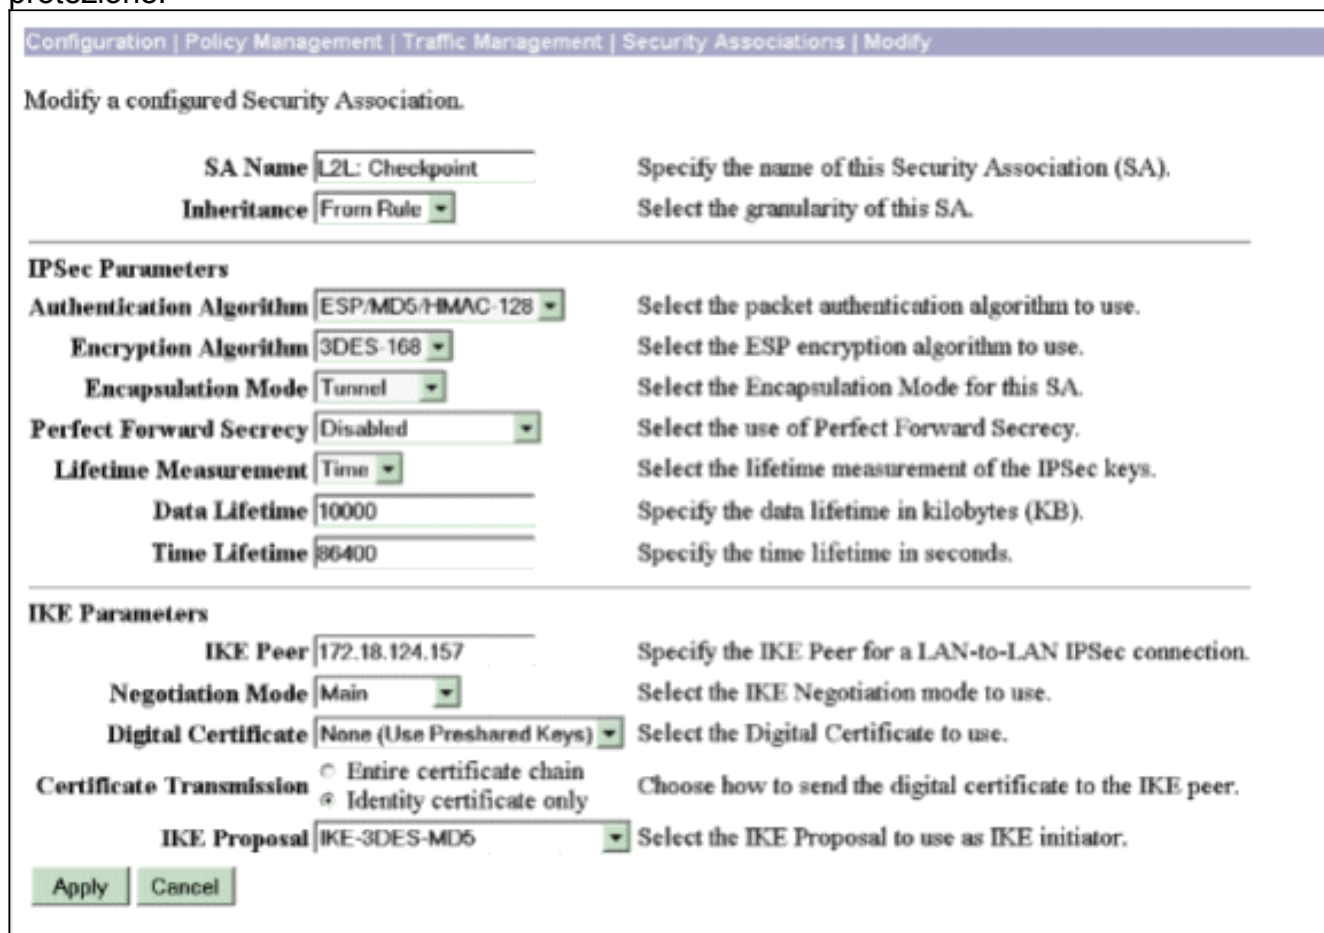 protezione.
Configuration | Policy Management | Traffic Management | Security Associations | Modify
Modify a configured Security Association.
SA Name L2L: Checkpoint Specify the name of this Security Association (SA).
Inheritance From Rule Select the granularity of this SA.
IPSec Parameters
Authentication Algorithm ESP/MD5/HMAC-128 Select the packet authentication algorithm to use.
Encryption Algorithm 3DES-168 Select the ESP encryption algorithm to use.
Encapsulation Mode Tunnel Select the Encapsulation Mode for this SA.
Perfect Forward Secrecy Disabled Select the use of Perfect Forward Secrecy.
Lifetime Measurement Time Select the lifetime measurement of the IPSec keys.
Data Lifetime 10000 Specify the data lifetime in kilobytes (KB).
Time Lifetime 86400 Specify the time lifetime in seconds.
IKE Parameters
IKE Peer 172.18.124.157 Specify the IKE Peer for a LAN-to-LAN IPSec connection.
Negotiation Mode Main Select the IKE Negotiation mode to use.
Digital Certificate None (Use Preshared Keys) Select the Digital Certificate to use.
Certificate Transmission Entire certificate chain Choose how to send the digital certificate to the IKE peer.
Identity certificate only
IKE Proposal IKE-3DES-MD5 Select the IKE Proposal to use as IKE initiator.
Apply Cancel